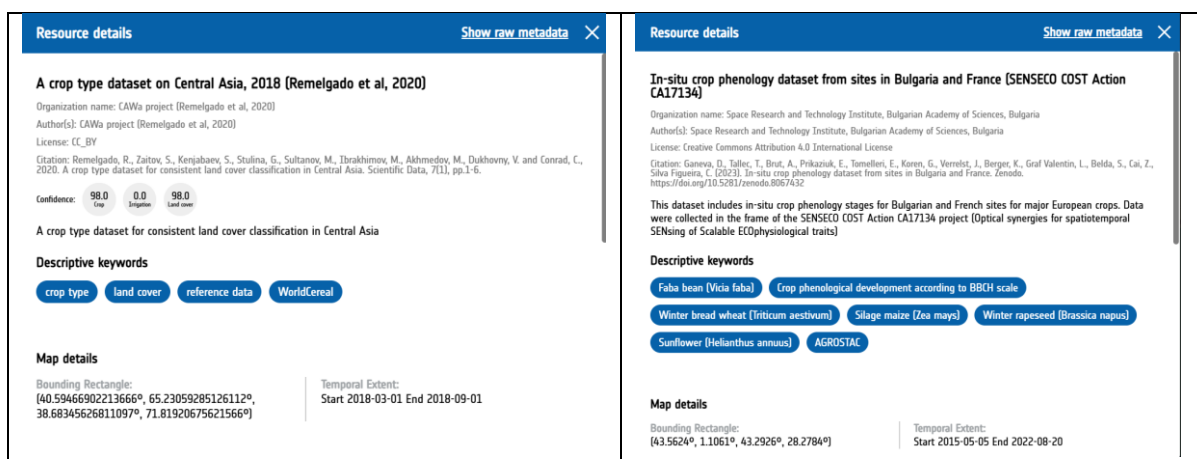 Resource details
Show raw metadata
A crop type dataset on Central Asia, 2018 (Remelgado et al, 2020)
Organization name: CAWa project (Remelgado et al, 2020)
Author(s): CAWa project (Remelgado et al, 2020)
License: CC_BY
Citation: Remelgado, R., Zaitov, S., Kenjabaev, S., Stulina, G., Sultanov, M., Ibrakhimov, M., Akhmedov, M., Dukhovny, V. and Conrad, C.,
2020. A crop type dataset for consistent land cover classification in Central Asia. Scientific Data, 7(1), pp.1-6.
Confidence: 98.0 Crop 0.0 Irrigation 98.0 Land cover
A crop type dataset for consistent land cover classification in Central Asia
Descriptive keywords
crop type land cover reference data WorldCereal
Map details
Bounding Rectangle:
(40.59466902213666º, 65.23059285126112º,
38.68345626811097º, 71.81920675621566º)
Temporal Extent:
Start 2018-03-01 End 2018-09-01
Resource details
Show raw metadata
In-situ crop phenology dataset from sites in Bulgaria and France (SENSECO COST Action
CA17134)
Organization name: Space Research and Technology Institute, Bulgarian Academy of Sciences, Bulgaria
Author(s): Space Research and Technology Institute, Bulgarian Academy of Sciences, Bulgaria
License: Creative Commons Attribution 4.0 International License
Citation: Ganeva, D., Tallec, T., Brut, A., Prikaziuk, E., Tomelleri, E., Koren, G., Verrelst, J., Berger, K., Graf Valentin, L., Belda, S., Cai, Z.,
Silva Figueira, C. (2023). In-situ crop phenology dataset from sites in Bulgaria and France. Zenodo.
https://doi.org/10.5281/zenodo.8067432
This dataset includes in-situ crop phenology stages for Bulgarian and French sites for major European crops. Data
were collected in the frame of the SENSECO COST Action CA17134 project (Optical synergies for spatiotemporal
SENsing of Scalable ECOphysiological traits)
Descriptive keywords
Faba bean (Vicia faba) Crop phenological development according to BBCH scale
Winter bread wheat (Triticum aestivum) Silage maize (Zea mays) Winter rapeseed (Brassica napus)
Sunflower (Helianthus annuus) AGROSTAC
Map details
Bounding Rectangle:
(43.5624º, 1.1061º, 43.2926º, 28.2784º)
Temporal Extent:
Start 2015-05-05 End 2022-08-20